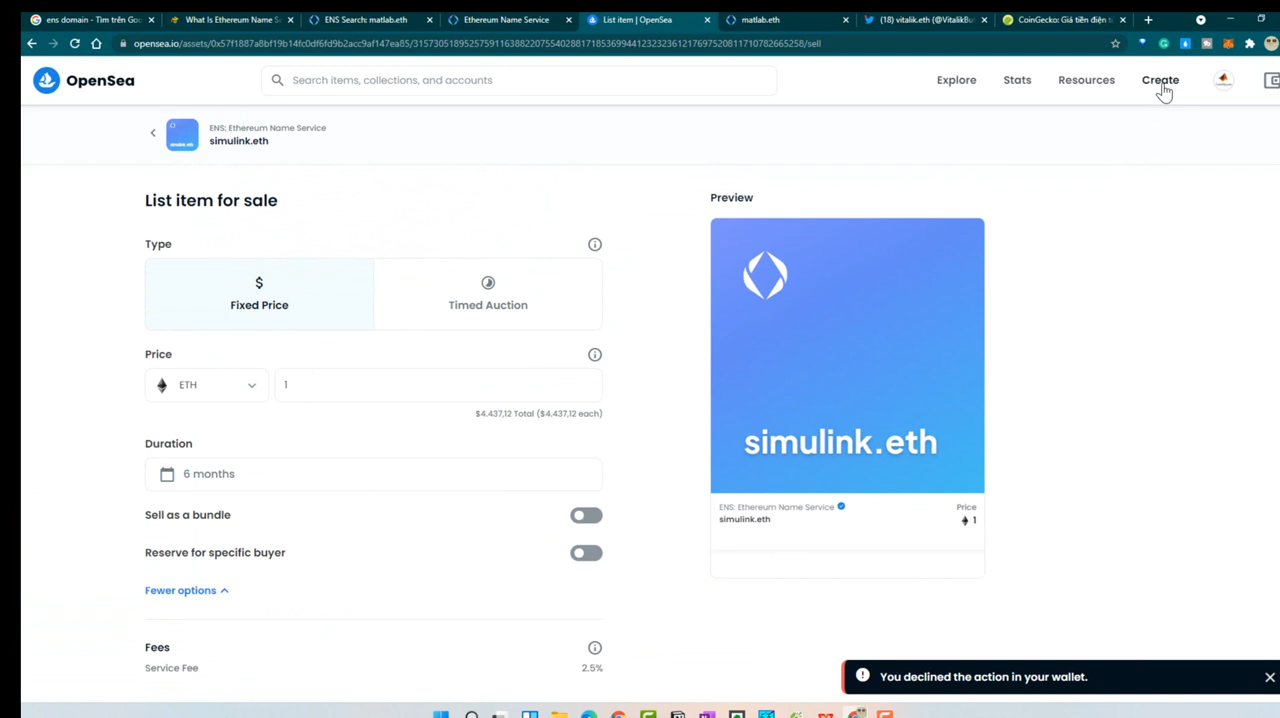 ens domain - Tìm trên Goo
What Is Ethereum Name S
ENS Search: matlab.eth
Ethereum Name Service
List item | OpenSea
matlab.eth
(18) vitalik.eth (@VitalikBut
CoinGecko: Giá tiền điện t
opensea.io/assets/0x57f1887a8bf19b14fc0df6fd9b2acc9af147ea85/31573051895257591163882207554028817185369944123232361217697520811710782665258/sell
OpenSea
Search items, collections, and accounts
Explore
Stats
Resources
Create
ENS: Ethereum Name Service
simulink.eth
simulink.eth
List item for sale
Preview
Type
$
Fixed Price
Timed Auction
Price
ETH
1
$4.437,12 Total ($4.437,12 each)
Duration
6 months
Sell as a bundle
Reserve for specific buyer
Fewer options
Fees
Service Fee
2.5%
simulink.eth
ENS: Ethereum Name Service
Price
simulink.eth
1
You declined the action in your wallet.